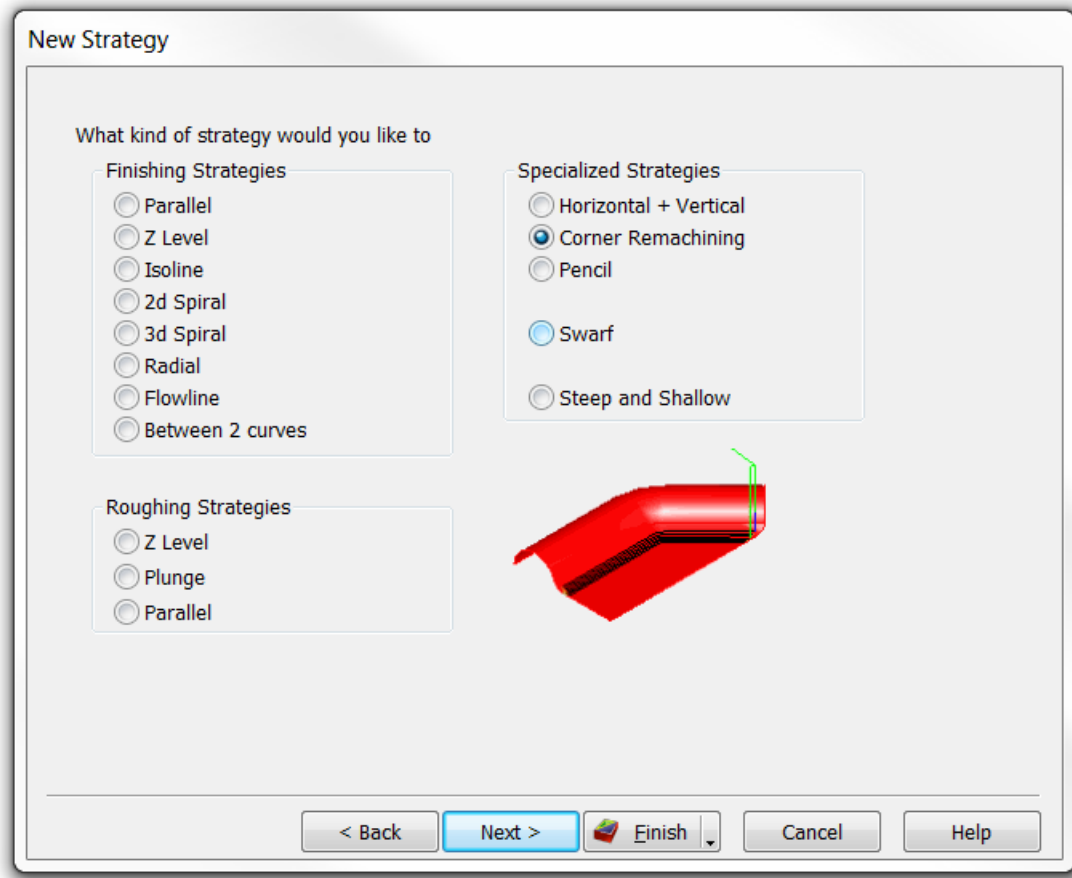 New Strategy
What kind of strategy would you like to
Finishing Strategies
Parallel
Z Level
Isoline
2d Spiral
3d Spiral
Radial
Flowline
Between 2 curves
Roughing Strategies
Z Level
Plunge
Parallel
Specialized Strategies
Horizontal + Vertical
Corner Remachining
Pencil
Swarf
Steep and Shallow
< Back
Next >
Finish
Cancel
Help